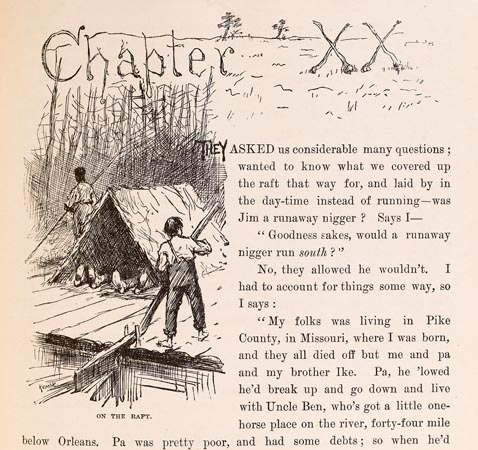 Chapter XX
THEY ASKED us considerable many questions;
wanted to know what we covered up
the raft that way for, and laid by in
the day-time instead of running—was
Jim a runaway nigger? Says I—
"Goodness sakes, would a runaway
nigger run south?"
No, they allowed he wouldn't. I
had to account for things some way, so
I says:
"My folks was living in Pike
County, in Missouri, where I was born,
and they all died off but me and pa
and my brother Ike. Pa, he 'lowed
he'd break up and go down and live
with Uncle Ben, who's got a little one-
horse place on the river, forty-four mile
ON THE RAFT.
below Orleans. Pa was pretty poor, and had some debts; so when he'd